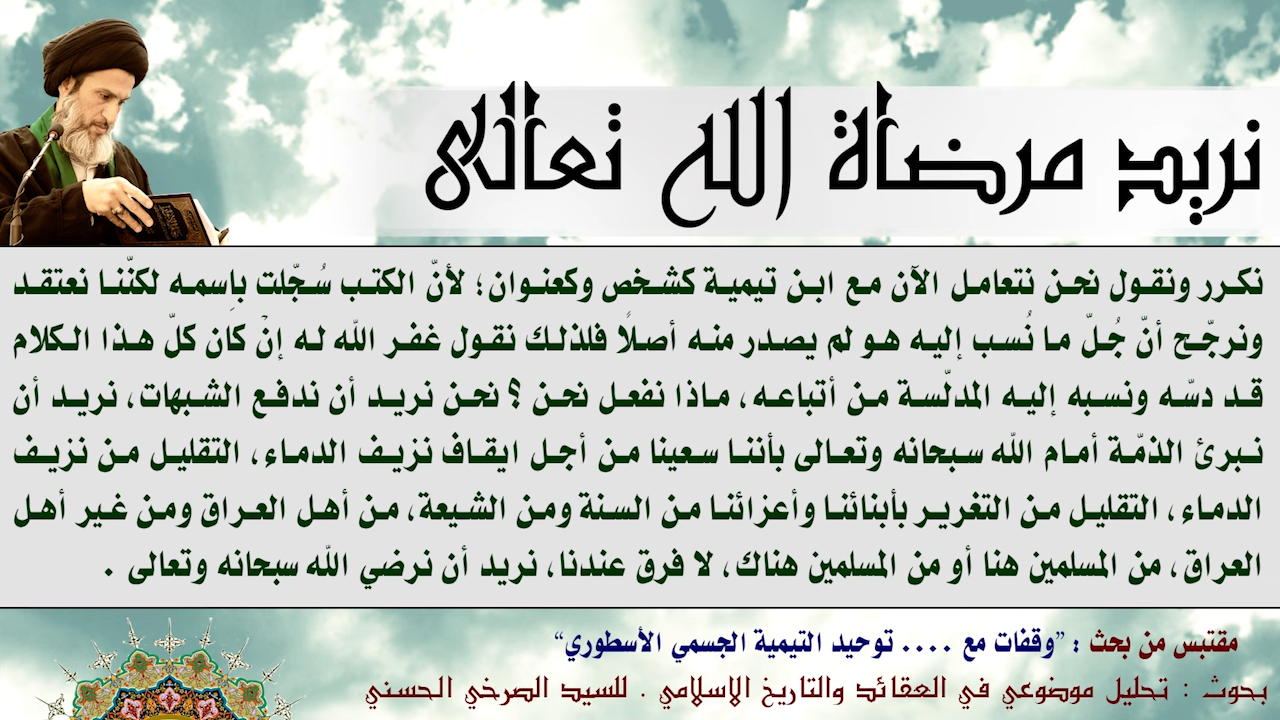 نريد مرضاة الله تعالى
نكرر ونقول نحن نتعامل الآن مع ابن تيمية كشخص وكعنوان؛ لأنّ الكتب سُجّلت بإسمه لكنّنا نعتقد
ونرجّح أنّ جُلّ ما نُسب إليه هو لم يصدر منه أصلاً فلذلك نقول غفر الله له إنْ كان كلّ هذا الكلام
قد دسّه ونسبه إليه المدلّسة من أتباعه، ماذا نفعل نحن ؟ نحن نريد أن ندفع الشبهات، نريد أن
نبرئ الذمّة أمام الله سبحانه وتعالى بأننا سعينا من أجل ايقاف نزيف الدماء، التقليل من نزيف
الدماء، التقليل من التغرير بأبنائنا وأعزائنا من السنة ومن الشيعة، من أهل العراق ومن غير أهل
العراق، من المسلمين هنا أو من المسلمين هناك، لا فرق عندنا، نريد أن نرضي الله سبحانه وتعالى .
مقتبس من بحث : ”وقفات مع .... توحيد التيمية الجسمي الأسطوري“
بحوث : تحليل موضوعي في العقائد والتاريخ الاسلامي . للسيد الصرخي الحسني